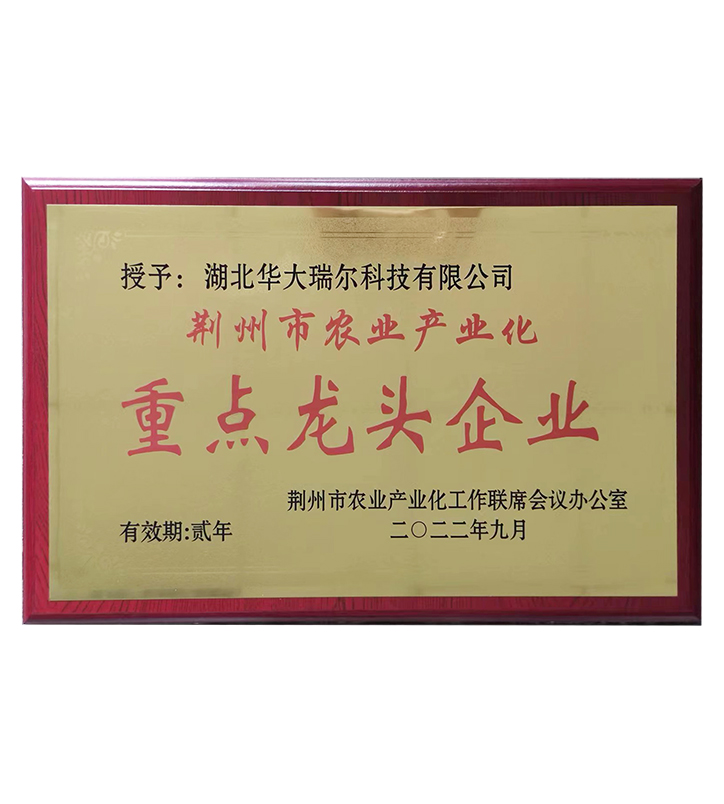 授予：湖北华大瑞尔科技有限公司
荆州市农业产业化
重点龙头企业
荆州市农业产业化工作联席会议办公室
有效期:贰年
二〇二二年九月